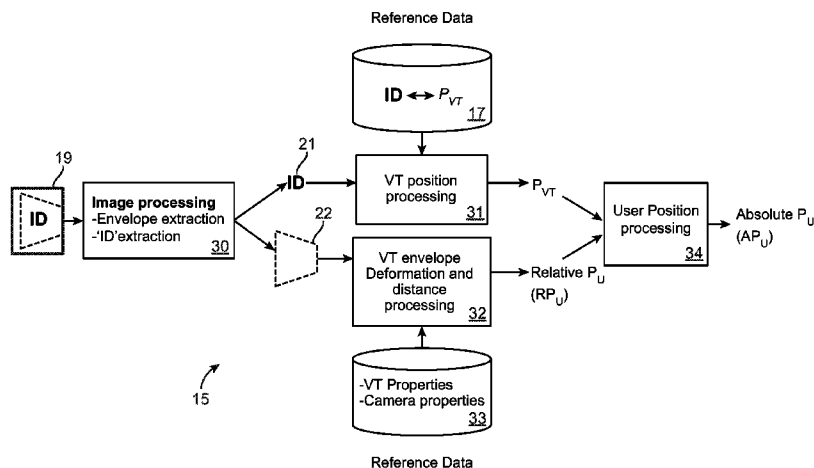 Reference Data
ID ↔ P_VT
17
19
21
ID
Image processing
-Envelope extraction
-‘ID’extraction
30
ID
VT position
processing
31
P_VT
User Position
processing
34
Absolute P_U
(AP_U)
22
VT envelope
Deformation and
distance
processing
32
Relative P_U
(RP_U)
15
-VT Properties
-Camera properties
33
Reference Data